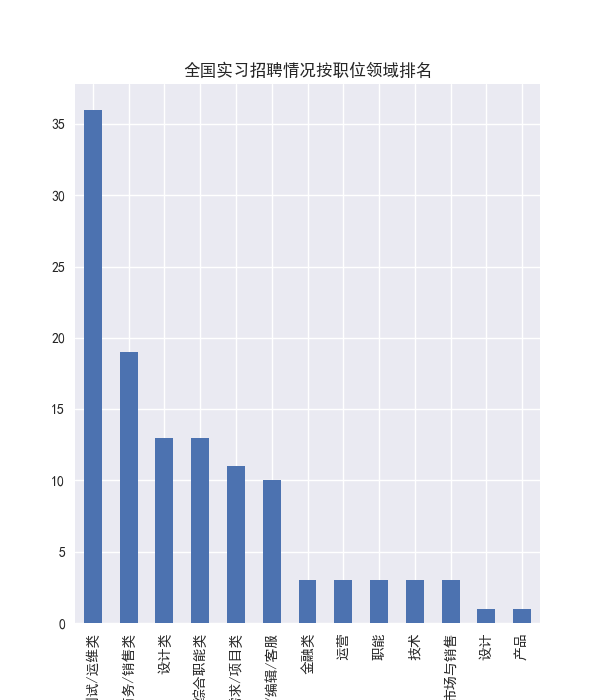 全国实习招聘情况按职位领域排名
35
30
25
20
15
10
5
0
测试/运维类
务/销售类
设计类
综合职能类
需求/项目类
/编辑/客服
金融类
运营
职能
技术
市场与销售
设计
产品